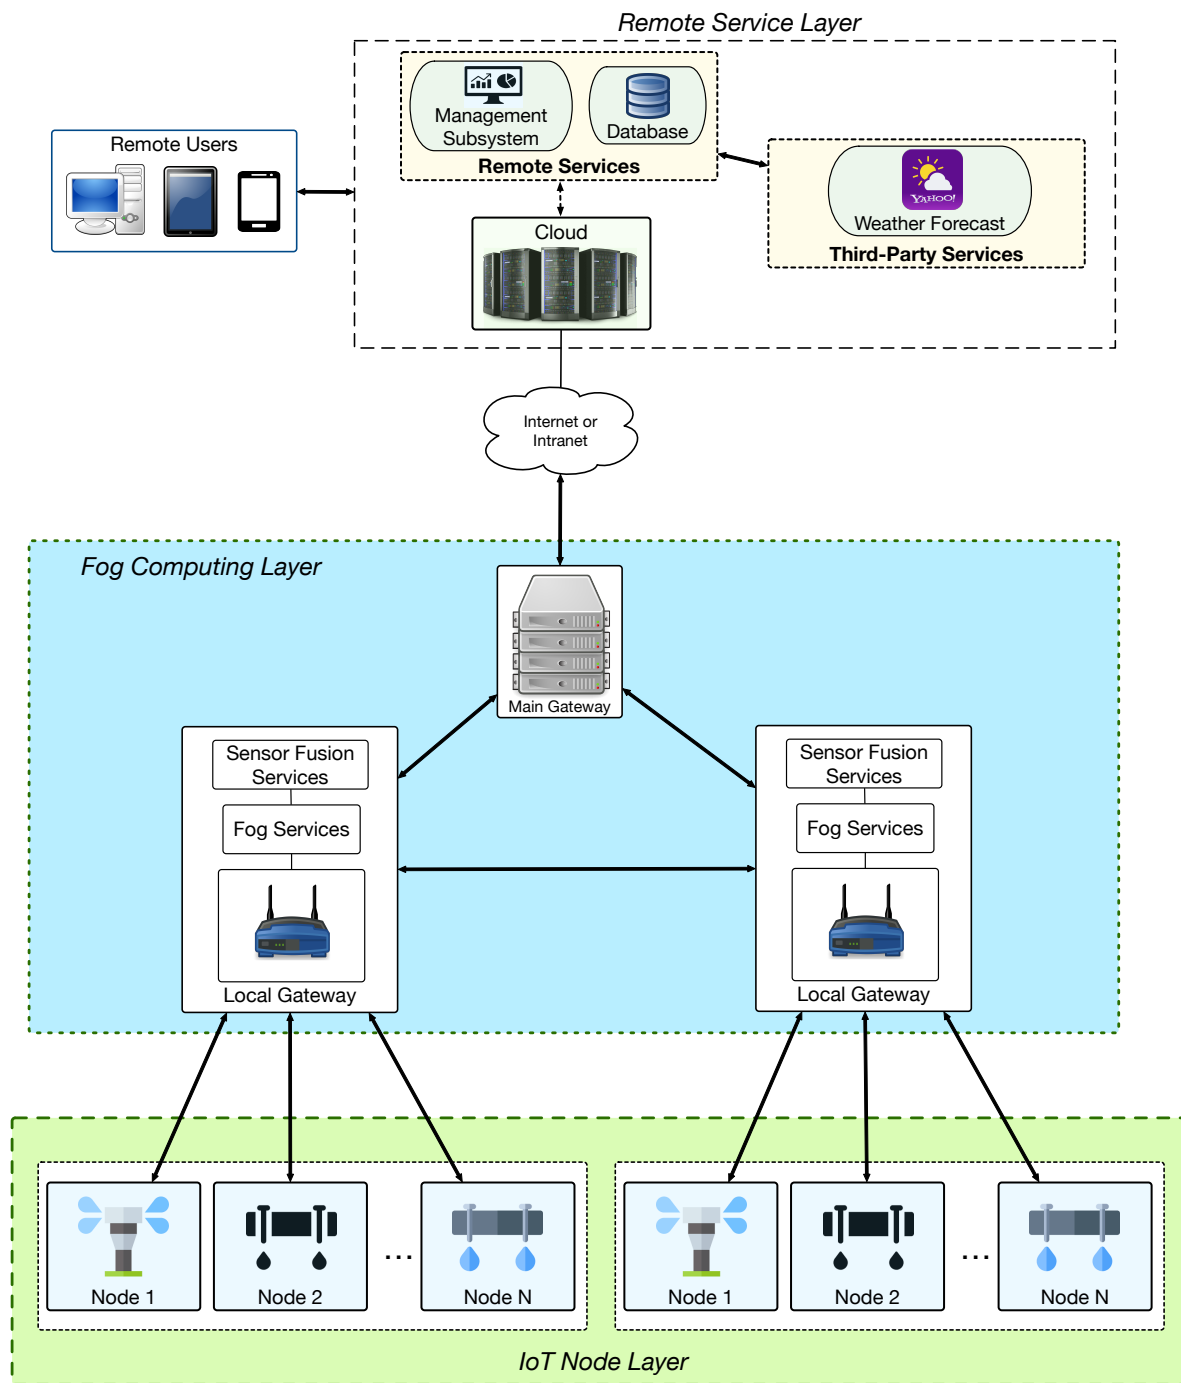 Remote Service Layer
Management
Subsystem
Database
Remote Services
Remote Users
YAHOO!
Weather Forecast
Third-Party Services
Cloud
Internet or
Intranet
Fog Computing Layer
Main Gateway
Sensor Fusion
Services
Fog Services
Local Gateway
Sensor Fusion
Services
Fog Services
Local Gateway
Node 1
Node 2
...
Node N
Node 1
Node 2
...
Node N
IoT Node Layer